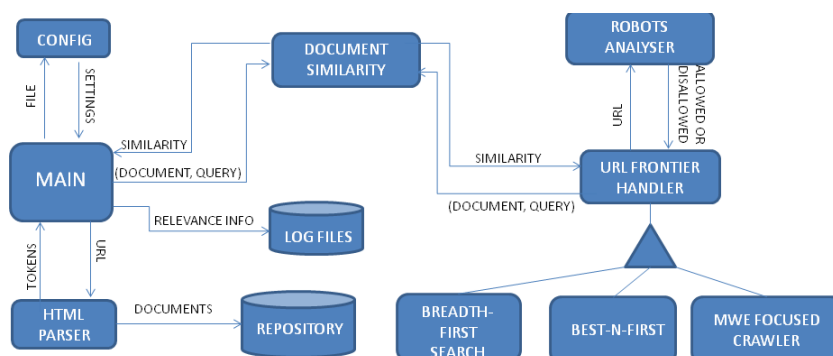 CONFIG
DOCUMENT
SIMILARITY
ROBOTS
ANALYSER
FILE
SETTINGS
URL
ALLOWED OR
DISALLOWED
SIMILARITY
(DOCUMENT, QUERY)
MAIN
SIMILARITY
(DOCUMENT, QUERY)
URL FRONTIER
HANDLER
RELEVANCE INFO
LOG FILES
TOKENS
URL
HTML
PARSER
DOCUMENTS
REPOSITORY
BREADTH-
FIRST
SEARCH
BEST-N-FIRST
MWE FOCUSED
CRAWLER